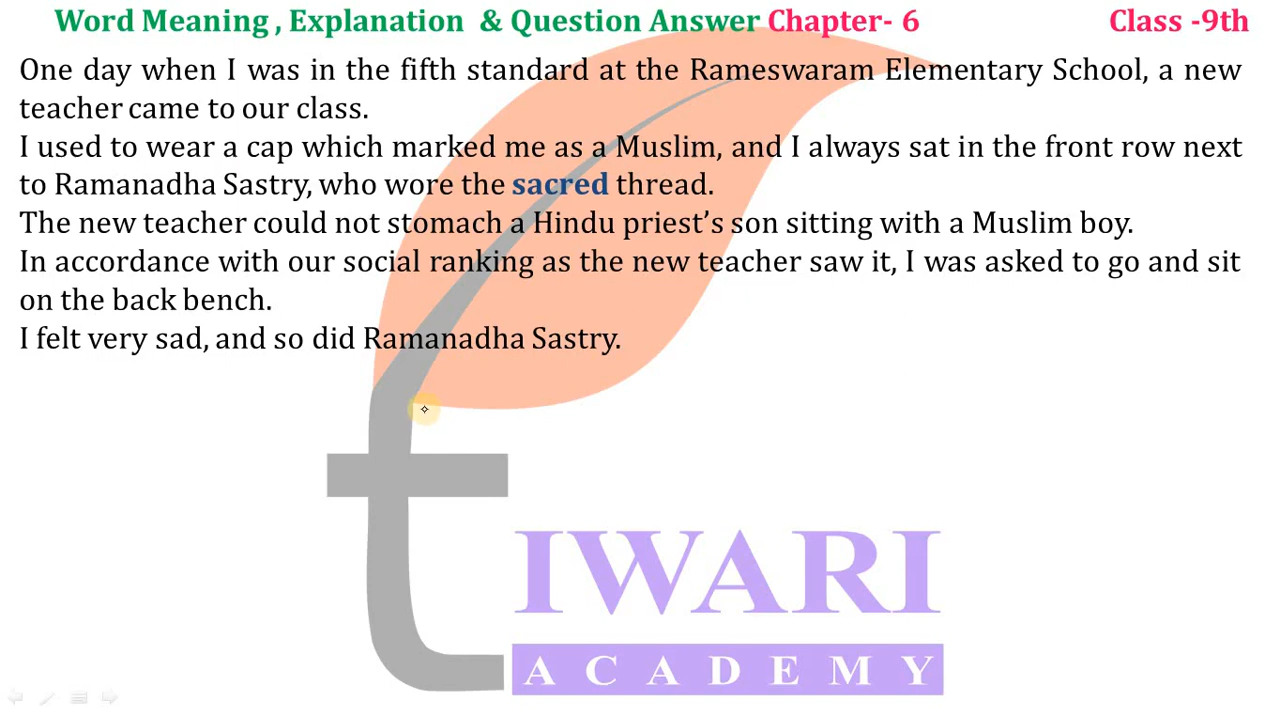 Word Meaning , Explanation & Question Answer Chapter- 6 Class -9th
One day when I was in the fifth standard at the Rameswaram Elementary School, a new
teacher came to our class.
I used to wear a cap which marked me as a Muslim, and I always sat in the front row next
to Ramanadha Sastry, who wore the sacred thread.
The new teacher could not stomach a Hindu priest’s son sitting with a Muslim boy.
In accordance with our social ranking as the new teacher saw it, I was asked to go and sit
on the back bench.
I felt very sad, and so did Ramanadha Sastry.
tIWARI
ACADEMY